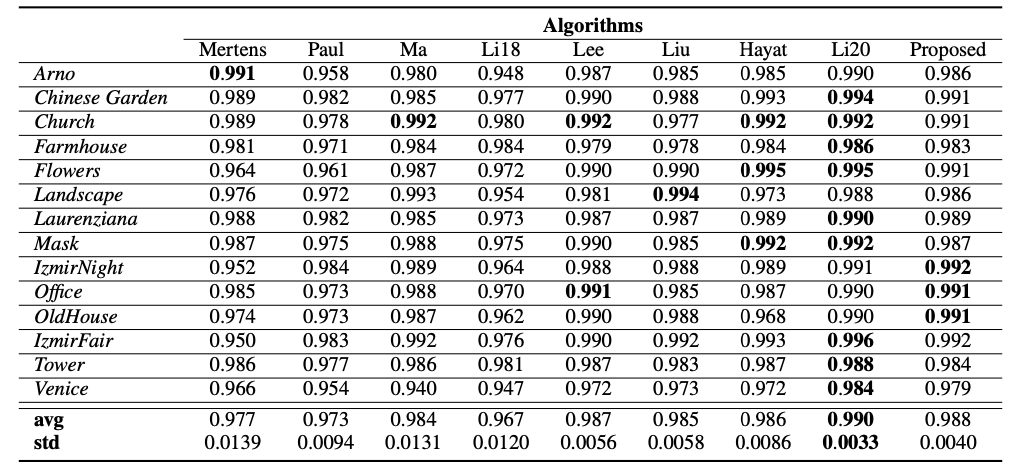 Algorithms
Mertens Paul Ma Li18 Lee Liu Hayat Li20 Proposed
Arno 0.991 0.958 0.980 0.948 0.987 0.985 0.985 0.990 0.986
Chinese Garden 0.989 0.982 0.985 0.977 0.990 0.988 0.993 0.994 0.991
Church 0.989 0.978 0.992 0.980 0.992 0.977 0.992 0.992 0.991
Farmhouse 0.981 0.971 0.984 0.984 0.979 0.978 0.984 0.986 0.983
Flowers 0.964 0.961 0.987 0.972 0.990 0.990 0.995 0.995 0.991
Landscape 0.976 0.972 0.993 0.954 0.981 0.994 0.973 0.988 0.986
Laurenziana 0.988 0.982 0.985 0.973 0.987 0.987 0.989 0.990 0.989
Mask 0.987 0.975 0.988 0.975 0.990 0.985 0.992 0.992 0.987
IzmirNight 0.952 0.984 0.989 0.964 0.988 0.988 0.989 0.991 0.992
Office 0.985 0.973 0.988 0.970 0.991 0.985 0.987 0.990 0.991
OldHouse 0.974 0.973 0.987 0.962 0.990 0.988 0.968 0.990 0.991
IzmirFair 0.950 0.983 0.992 0.976 0.990 0.992 0.993 0.996 0.992
Tower 0.986 0.977 0.986 0.981 0.987 0.983 0.987 0.988 0.984
Venice 0.966 0.954 0.940 0.947 0.972 0.973 0.972 0.984 0.979
avg 0.977 0.973 0.984 0.967 0.987 0.985 0.986 0.990 0.988
std 0.0139 0.0094 0.0131 0.0120 0.0056 0.0058 0.0086 0.0033 0.0040